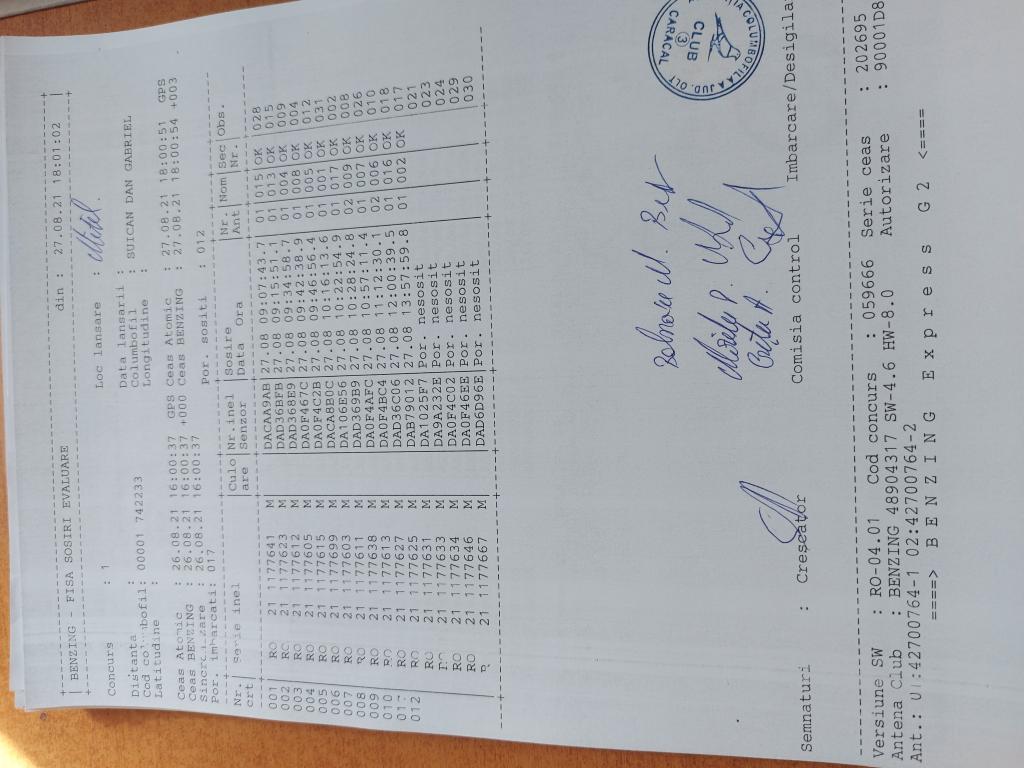 BENZING - FISA SOSIRI EVALUARE din : 27.08.21 18:01:02
Concurs : 1 Loc lansare :
Distanta : Data lansarii :
Cod : 00001 742233 Columbofil : SUICAN DAN GABRIEL
Latitudine : Longitudine :
Ceas Atomic : 26.08.21 16:00:37 GPS Ceas Atomic : 27.08.21 18:00:51 GPS
Ceas BENZING : 26.08.21 16:00:37 +000 Ceas BENZING : 27.08.21 18:00:54 +003
Sincronizare : 26.08.21 16:00:37
Por. imbarcati: 017 Por. sositi : 012
Nr. Serie inel Culo Nr.inel Sosire Nr. Nom Sec Obs.
crt. are Senzor Data Ora Ant Nr.
001 RO 21 1177641 M DACAA9AB 27.08 09:07:43.7 01 015 OK 028
002 RO 21 1177623 M DAD36BFB 27.08 09:15:51.1 01 013 OK 015
003 RO 21 1177612 M DAD368E9 27.08 09:34:58.7 01 004 OK 009
004 RO 21 1177677 M DA0F467C 27.08 09:42:38.9 01 008 OK 004
005 RO 21 1177605 M DA0F4C2B 27.08 09:46:56.4 01 005 OK 012
006 RO 21 1177615 M DACA8B0C 27.08 10:16:13.6 01 001 OK 031
007 RO 21 1177699 M DA106E56 27.08 10:22:54.9 01 017 OK 002
008 RO 21 1177603 M DAD369B9 27.08 10:28:24.8 02 009 OK 008
009 RO 21 1177611 M DA0F4AFC 27.08 10:57:11.4 01 007 OK 026
010 RO 21 1177638 M DA0F4BC4 27.08 11:12:30.1 02 006 OK 010
011 RO 21 1177613 M DAD36C06 27.08 12:00:39.5 01 016 OK 018
012 RO 21 1177627 M DAB79012 27.08 13:57:59.8 01 002 OK 017
RO 21 1177625 M DA1025F7 Por. nesosit 021
RO 21 1177631 M DA9A232E Por. nesosit 023
RO 21 1177633 M DA0F4C02 Por. nesosit 024
RO 21 1177634 M DA0F46EE Por. nesosit 029
RO 21 1177646 M DAD8D96E Por. nesosit 030
21 1177667 M
COLUMBOFILA A JUD. OLT
CLUB
3
CARACAL
Semnaturi : Crescator Comisia control Imbarcare/Desigila
Versiune SW : RO-04.01 Cod concurs : 059666 Serie ceas : 202695
Antena Club : BENZING 48904317 SW-4.6 HW-8.0 Autorizare : 90001D8
Ant.: U1:42700764-1 02:42700764-2
====> B E N Z I N G E x p r e s s G 2 <====